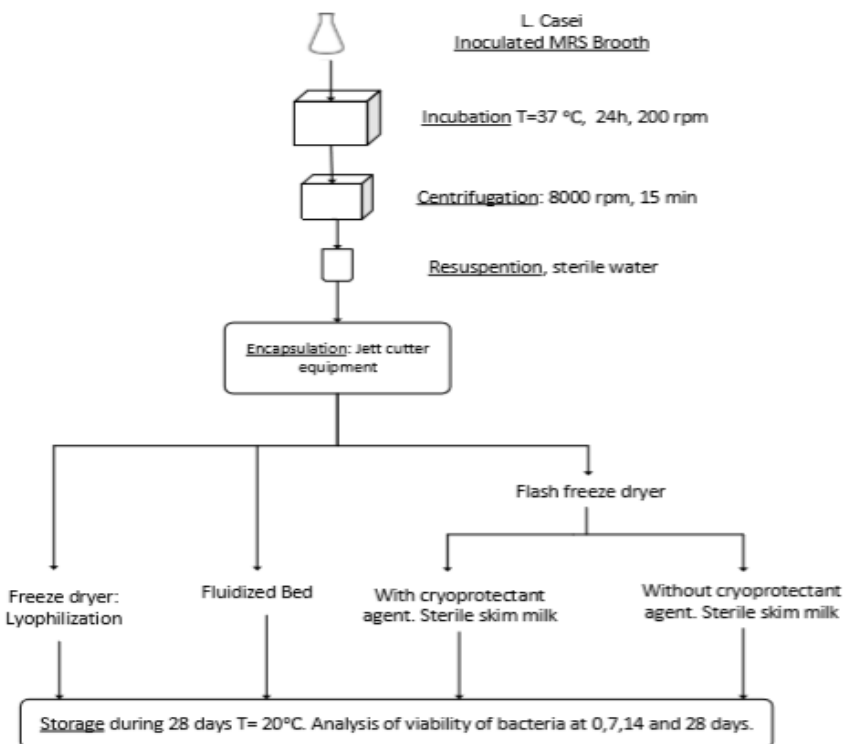 L. Casei
Inoculated MRS Brooth
Incubation T=37 ºC, 24h, 200 rpm
Centrifugation: 8000 rpm, 15 min
Resuspention, sterile water
Encapsulation: Jett cutter
equipment
Flash freeze dryer
Freeze dryer:
Lyophilization
Fluidized Bed
With cryoprotectant
agent. Sterile skim milk
Without cryoprotectant
agent. Sterile skim milk
Storage during 28 days T= 20ºC. Analysis of viability of bacteria at 0,7,14 and 28 days.